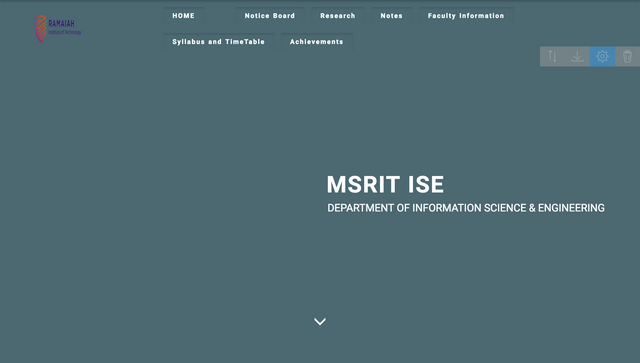 RAMAIAH
Institute of Technology
HOME
Notice Board
Research
Notes
Faculty Information
Syllabus and TimeTable
Achievements
MSRIT ISE
DEPARTMENT OF INFORMATION SCIENCE & ENGINEERING